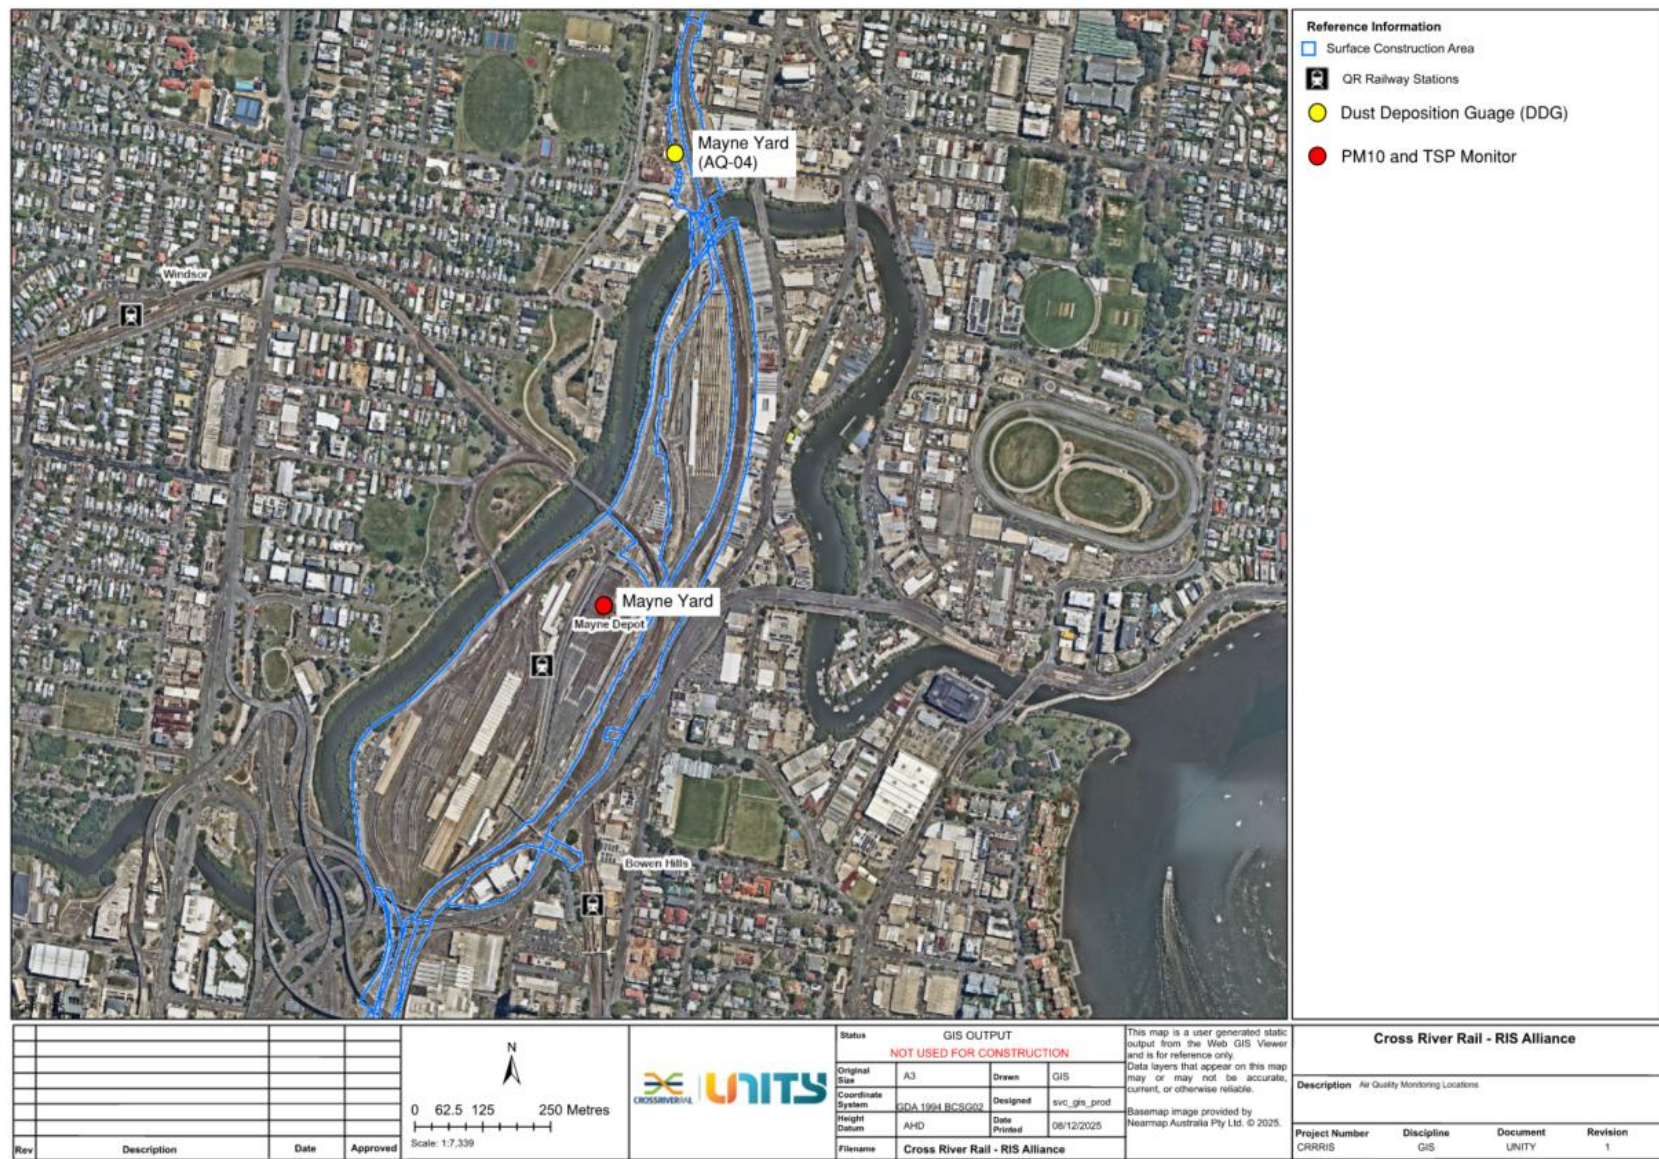 Mayne Yard
(AQ-04)
Windsor
Mayne Yard
Mayne Depot
Bowen Hills
Reference Information
Surface Construction Area
QR Railway Stations
Dust Deposition Guage (DDG)
PM10 and TSP Monitor
Rev Description Date Approved
N
0 62.5 125 250 Metres
Scale: 1:7,339
CROSSRIVERRAIL
UNITY
Status GIS OUTPUT
NOT USED FOR CONSTRUCTION
Original Size A3 Drawn GIS
Coordinate System GDA 1994 BCSG02 Designed svc_gis_prod
Height Datum AHD Date Printed 08/12/2025
Filename Cross River Rail - RIS Alliance
This map is a user generated static
output from the Web GIS Viewer
and is for reference only.
Data layers that appear on this map
may or may not be accurate,
current, or otherwise reliable.
Basemap image provided by
Nearmap Australia Pty Ltd. © 2025.
Cross River Rail - RIS Alliance
Description Air Quality Monitoring Locations
Project Number Discipline Document Revision
CRRRIS GIS UNITY 1